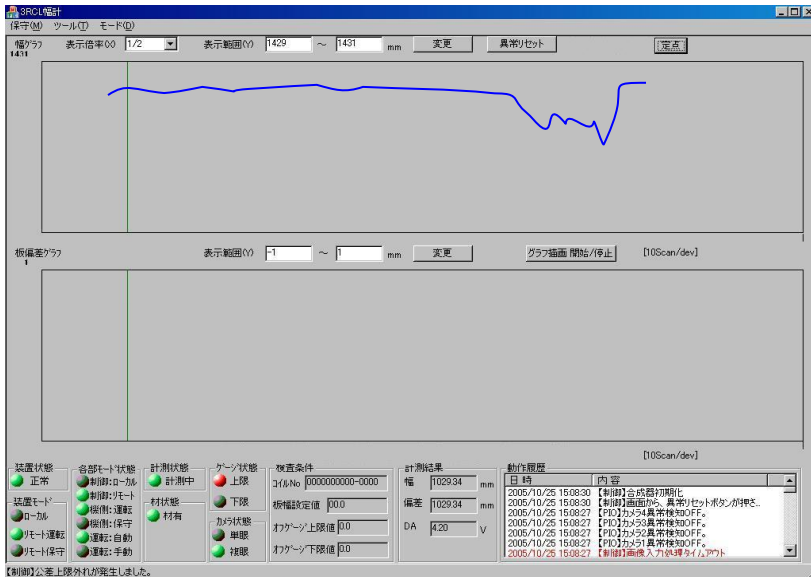 3RCL幅計
保守(M) ツール(T) モード(D)
幅グラフ 表示倍率(X) 1/2 表示範囲(Y) 1429 ～ 1431 mm 変更 異常リセット 定点
1431
板偏差グラフ 表示範囲(Y) -1 ～ 1 mm 変更 グラフ描画 開始/停止 [10Scan/dev]
1
[10Scan/dev]
装置状態
正常
装置モード
ローカル
リモート運転
リモート保守
各部モード状態
制御:ローカル
制御:リモート
機側:運転
機側:保守
運転:自動
運転:手動
計測状態
計測中
材状態
材有
ゲージ状態
上限
下限
カメラ状態
単眼
複眼
検査条件
コイルNo 0000000000-0000
板幅設定値 00.0
オフゲージ上限値 0.0
オフゲージ下限値 0.0
計測結果
幅 1029.34 mm
偏差 1029.34 mm
DA 4.20 V
動作履歴
日 時 内 容
2005/10/25 15:08:30 【制御】合成器初期化
2005/10/25 15:08:30 【制御】画面から、異常リセットボタンが押さ..
2005/10/25 15:08:27 【PIO】カメラ4異常検知OFF。
2005/10/25 15:08:27 【PIO】カメラ3異常検知OFF。
2005/10/25 15:08:27 【PIO】カメラ2異常検知OFF。
2005/10/25 15:08:27 【PIO】カメラ1異常検知OFF。
2005/10/25 15:08:27 【制御】画像入力処理タイムアウト
【制御】公差上限外れが発生しました。